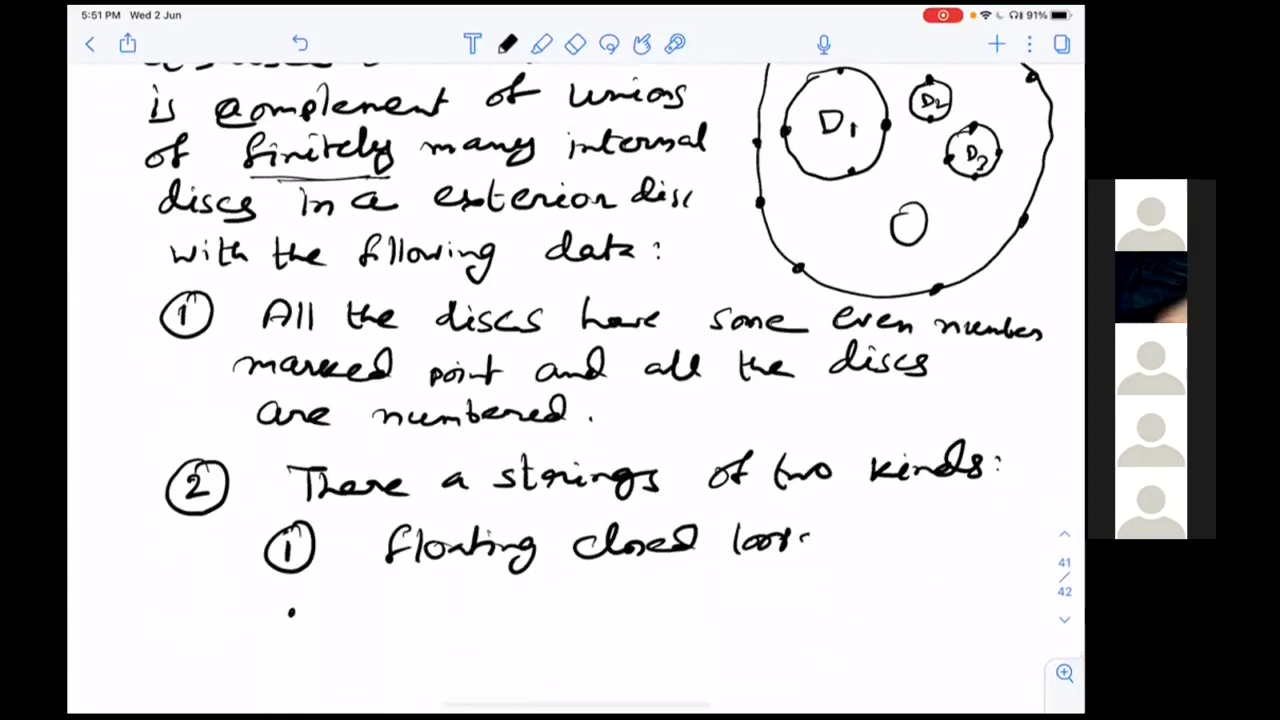 5:51 PM Wed 2 Jun
91%
is complement of unions
of finitely many internal
discs in a exterior disc
with the following data:
D1
D2
D3
① All the discs have some even number
marked point and all the discs
are numbered.
② There a strings of two kinds:
① floating closed loops
41
/
42